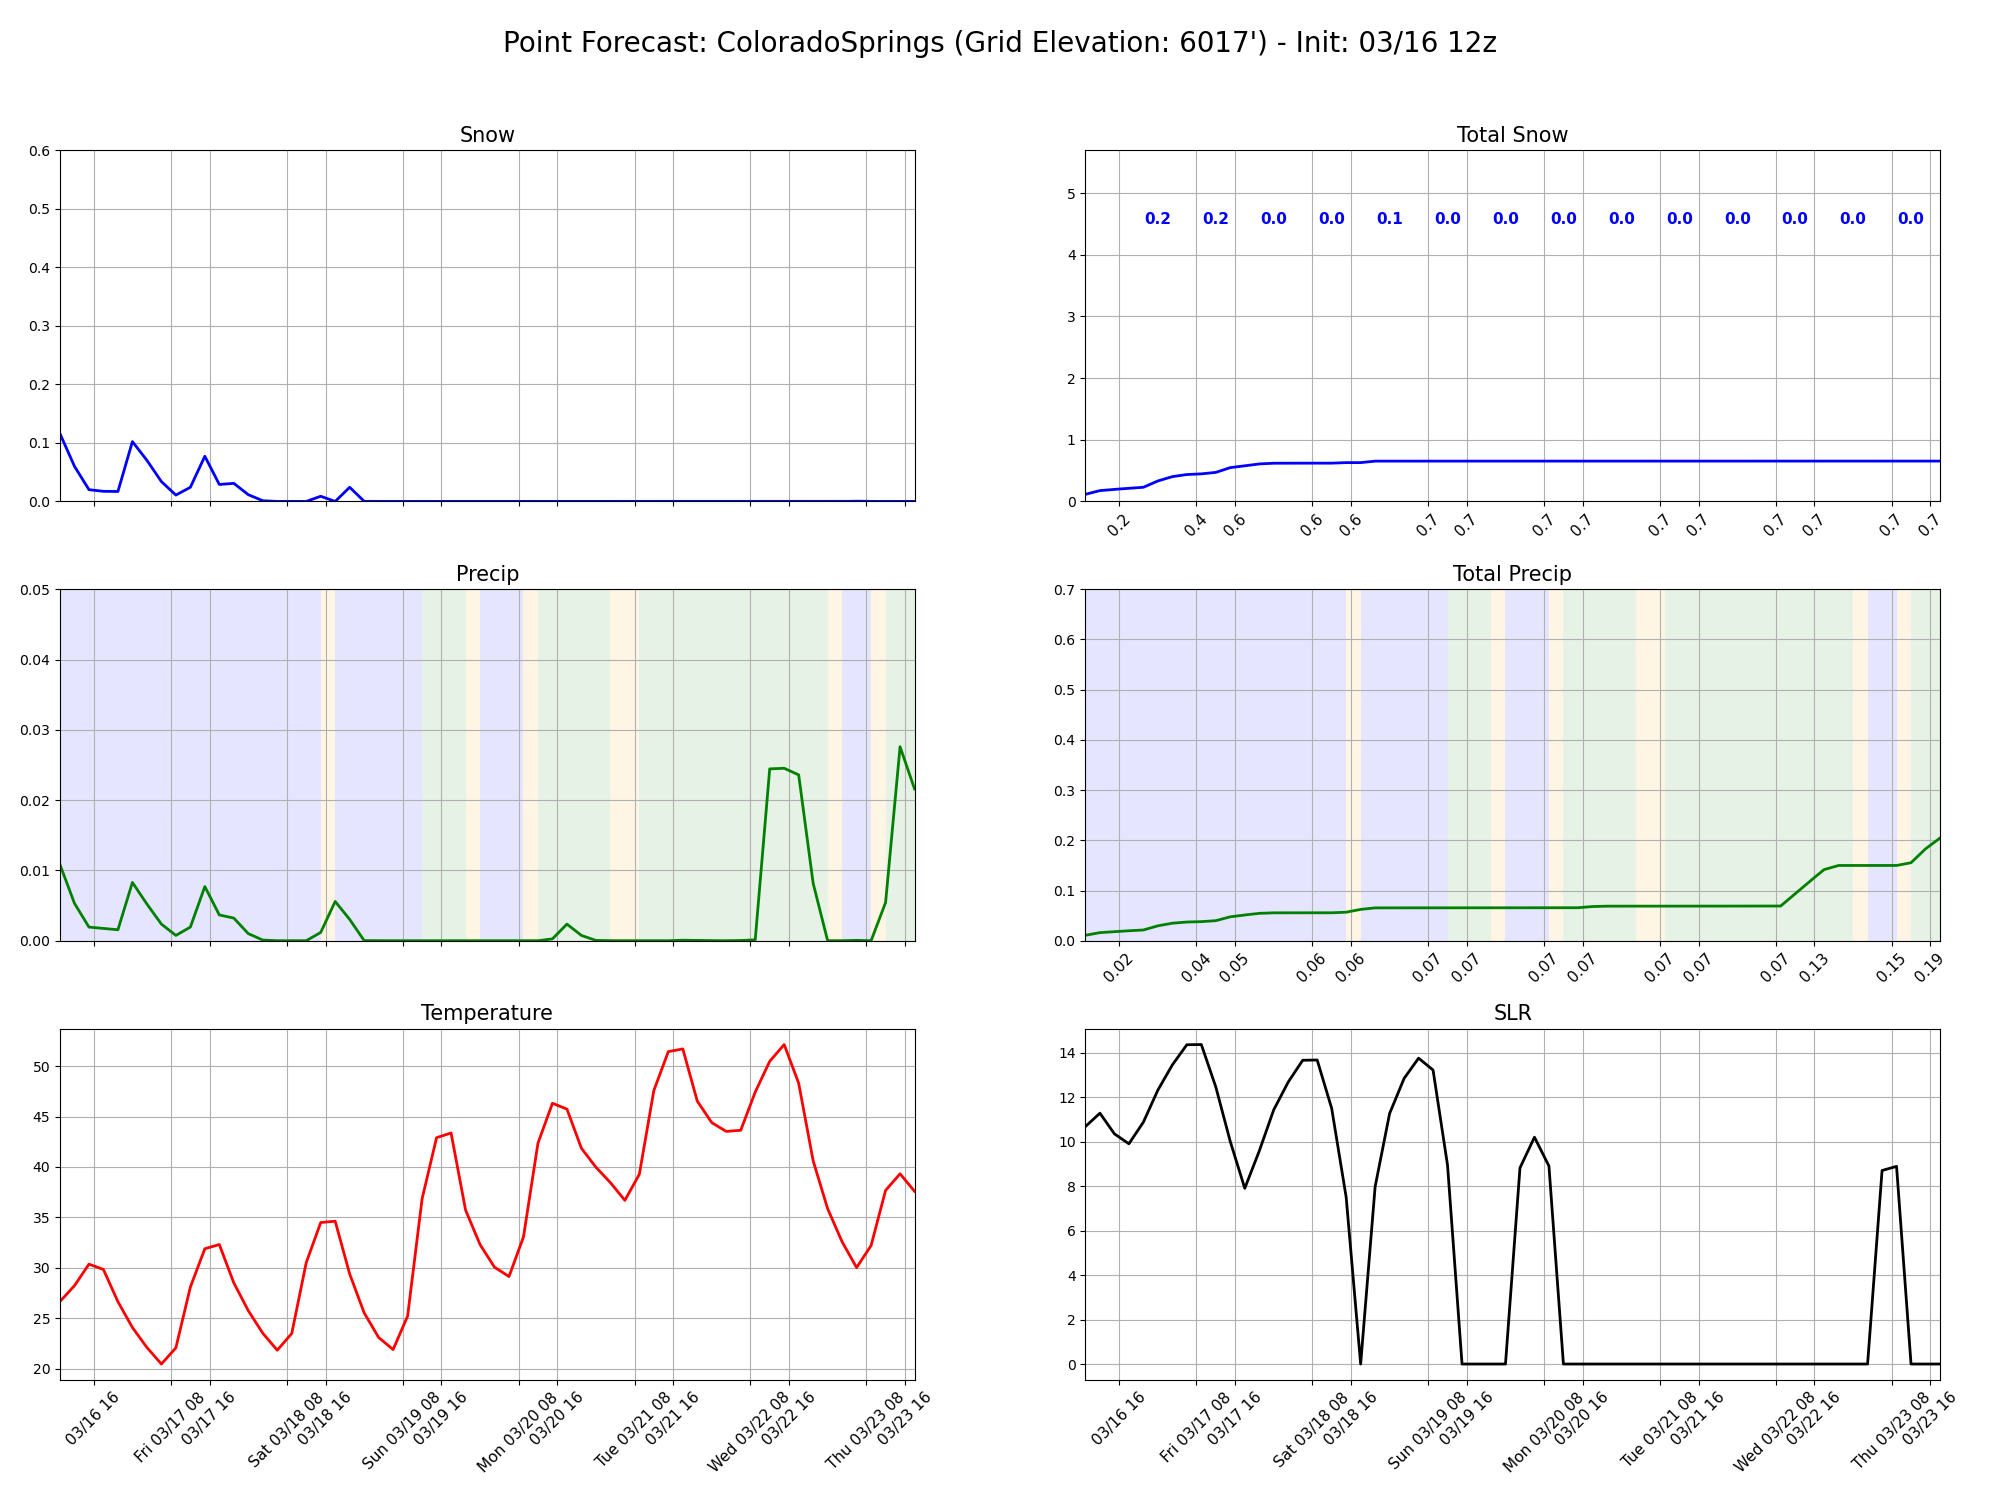 Point Forecast: ColoradoSprings (Grid Elevation: 6017') - Init: 03/16 12z
Snow
0.6
0.5
0.4
0.3
0.2
0.1
0.0
Total Snow
5
4
3
2
1
0
0.2 0.2 0.0 0.0 0.1 0.0 0.0 0.0 0.0 0.0 0.0 0.0 0.0 0.0
0.2 0.4 0.6 0.6 0.6 0.7 0.7 0.7 0.7 0.7 0.7 0.7 0.7 0.7 0.7
Precip
0.05
0.04
0.03
0.02
0.01
0.00
Total Precip
0.7
0.6
0.5
0.4
0.3
0.2
0.1
0.0
0.02 0.04 0.05 0.06 0.06 0.07 0.07 0.07 0.07 0.07 0.07 0.07 0.13 0.15 0.19
Temperature
50
45
40
35
30
25
20
03/16 16
Fri 03/17 08
03/17 16
Sat 03/18 08
03/18 16
Sun 03/19 08
03/19 16
Mon 03/20 08
03/20 16
Tue 03/21 08
03/21 16
Wed 03/22 08
03/22 16
Thu 03/23 08
03/23 16
SLR
14
12
10
8
6
4
2
0
03/16 16
Fri 03/17 08
03/17 16
Sat 03/18 08
03/18 16
Sun 03/19 08
03/19 16
Mon 03/20 08
03/20 16
Tue 03/21 08
03/21 16
Wed 03/22 08
03/22 16
Thu 03/23 08
03/23 16